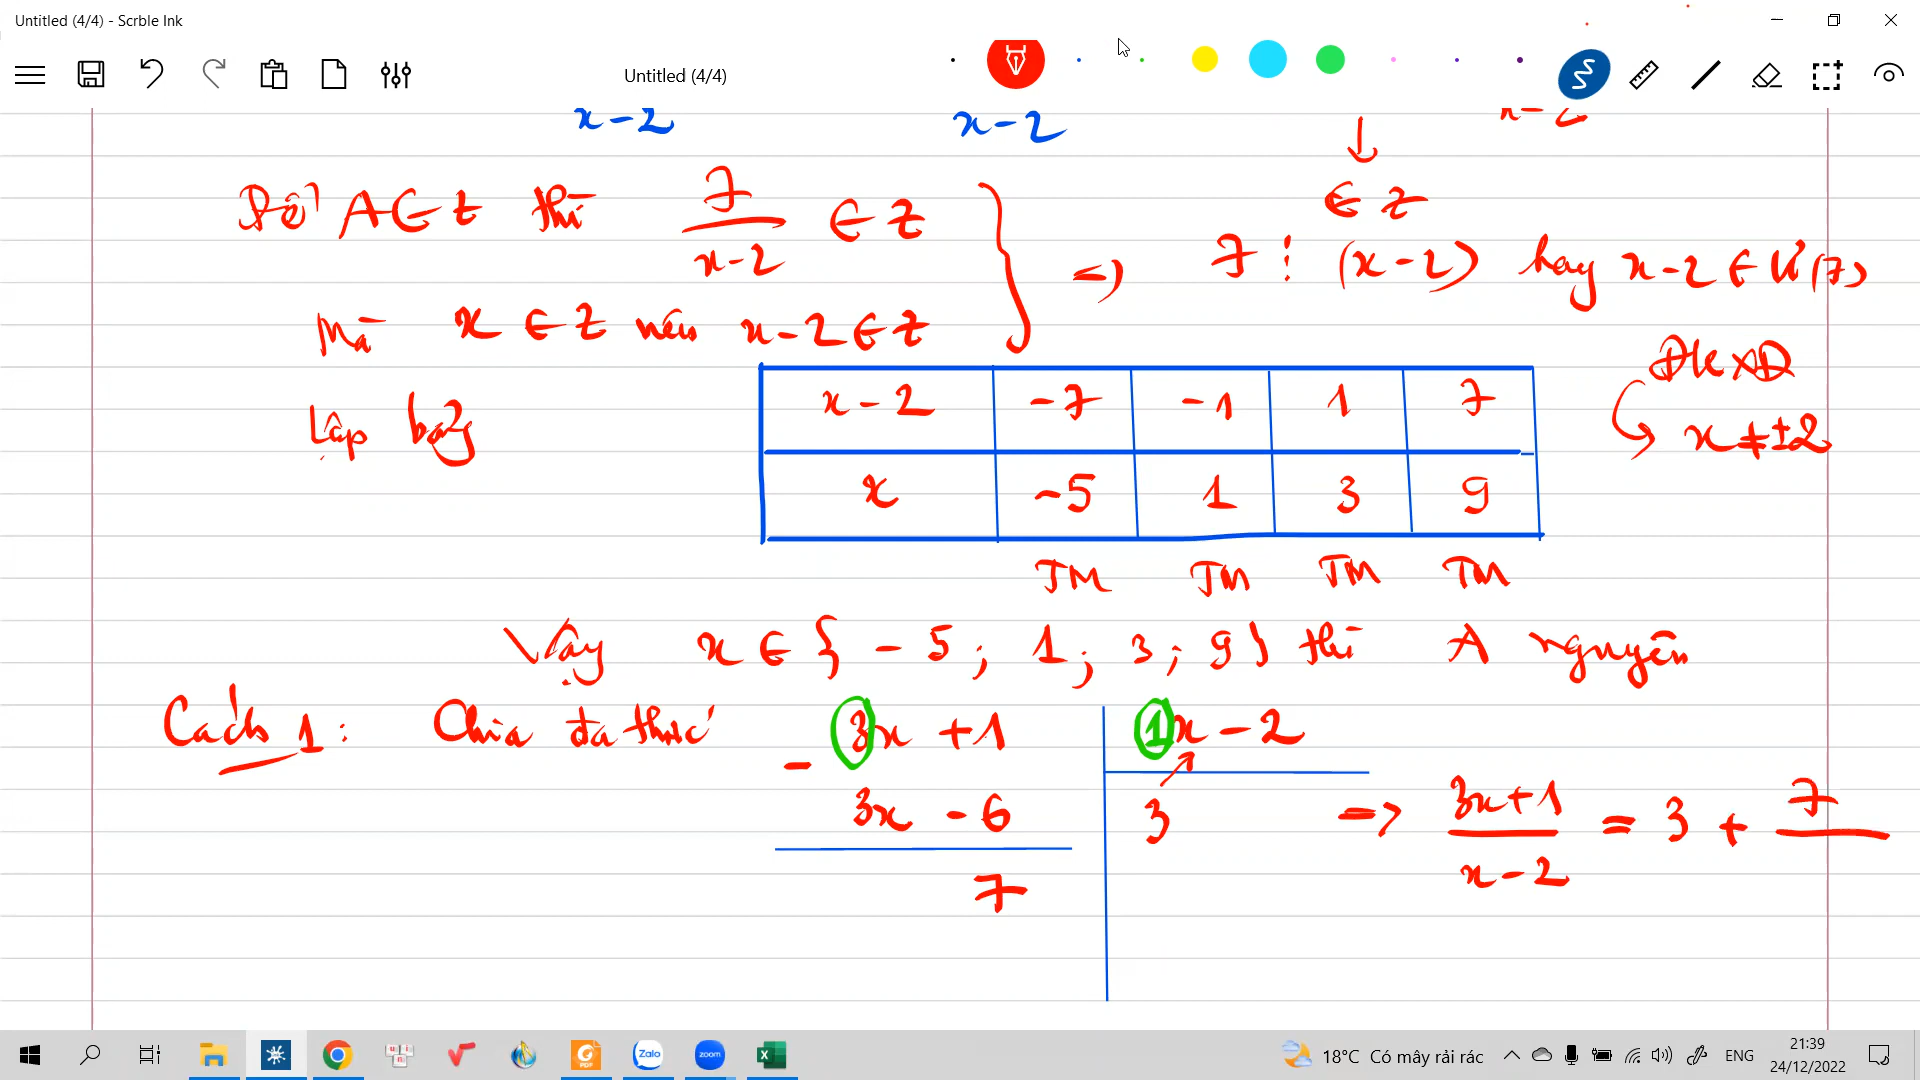 Untitled (4/4) - Scrble Ink
Untitled (4/4)
x-2 x-2 x-2
Để A∈Z thì 7/(x-2) ∈ Z
↓ ∈ Z
Mà x ∈ Z nên x-2 ∈ Z } => 7 ⋮ (x-2) hay x-2 ∈ Ư(7)
Lập bảng
x-2 -7 -1 1 7
x -5 1 3 9
TM TM TM TM
ĐKXĐ
x ≠ ±2
Vậy x ∈ { -5; 1; 3; 9} thì A nguyên
Cách 1: Chia đa thức
3x +1 1x-2
- 3x - 6 3
7
=> (3x+1)/(x-2) = 3 + 7/
Zalo zoom
18°C Có mây rải rác ENG 21:39
24/12/2022